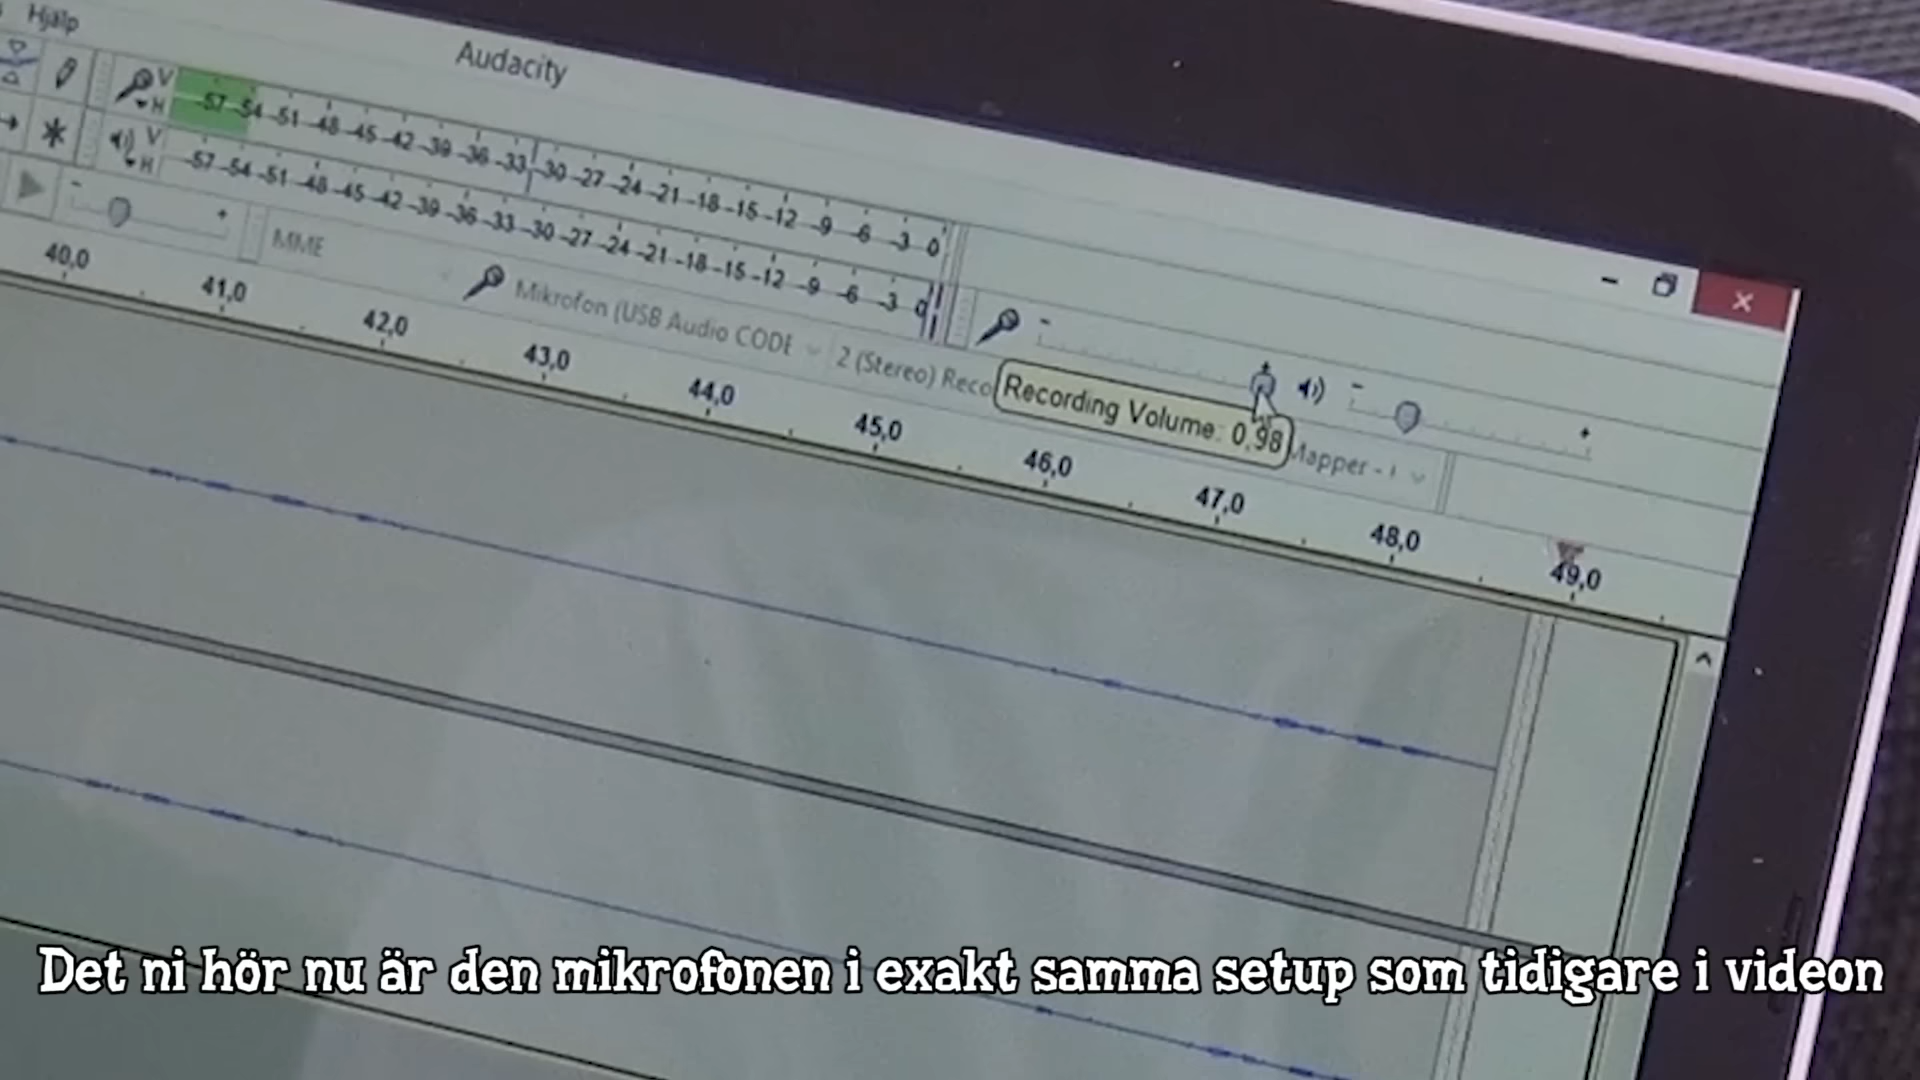 Hjälp
Audacity
V
H
-57 -54 -51 -48 -45 -42 -39 -36 -33 -30 -27 -24 -21 -18 -15 -12 -9 -6 -3 0
V
H
-57 -54 -51 -48 -45 -42 -39 -36 -33 -30 -27 -24 -21 -18 -15 -12 -9 -6 -3 0
- +
MME
Mikrofon (USB Audio CODE
2 (Stereo) Reco
- +
- +
Recording Volume: 0,98
Mapper -
40,0 41,0 42,0 43,0 44,0 45,0 46,0 47,0 48,0 49,0
Det ni hör nu är den mikrofonen i exakt samma setup som tidigare i videon